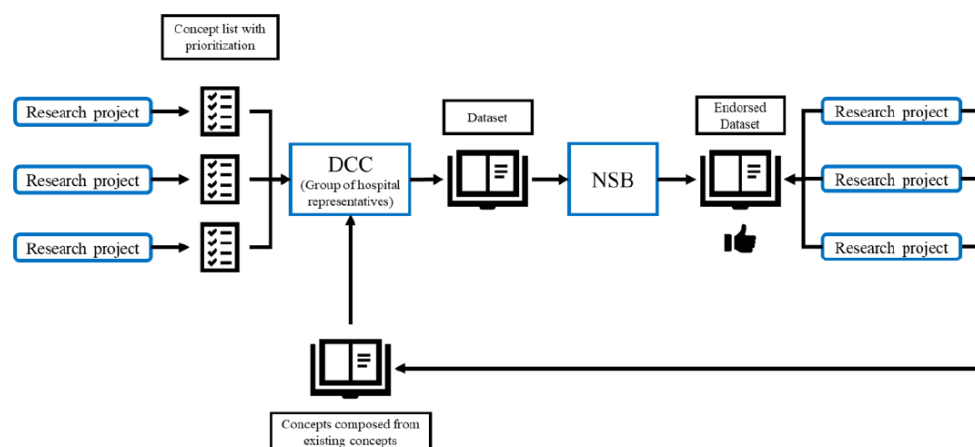 Concept list with
prioritization
Research project
Research project
Research project
DCC
(Group of hospital
representatives)
Dataset
NSB
Endorsed
Dataset
Research project
Research project
Research project
Concepts composed from
existing concepts